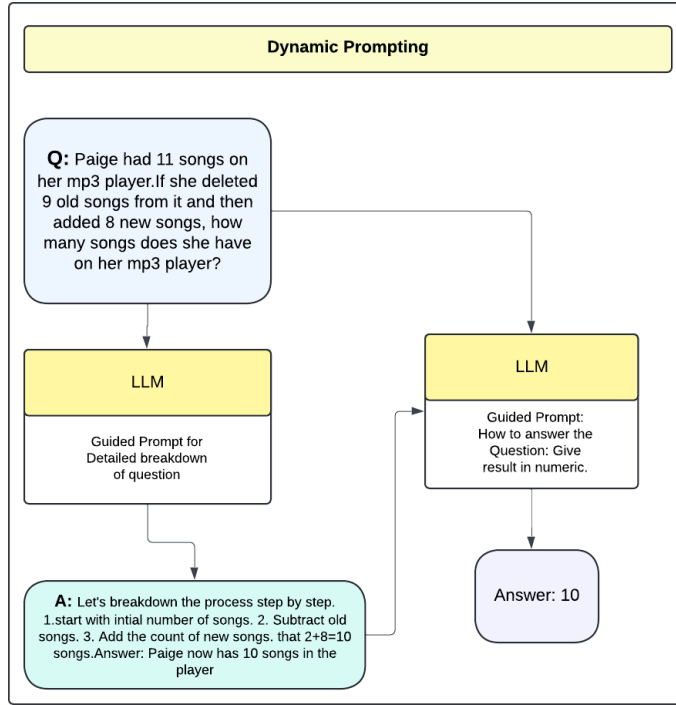 Dynamic Prompting
Q: Paige had 11 songs on
her mp3 player.If she deleted
9 old songs from it and then
added 8 new songs, how
many songs does she have
on her mp3 player?
LLM
Guided Prompt for
Detailed breakdown
of question
LLM
Guided Prompt:
How to answer the
Question: Give
result in numeric.
A: Let's breakdown the process step by step.
1.start with intial number of songs. 2. Subtract old
songs. 3. Add the count of new songs. that 2+8=10
songs.Answer: Paige now has 10 songs in the
player
Answer: 10